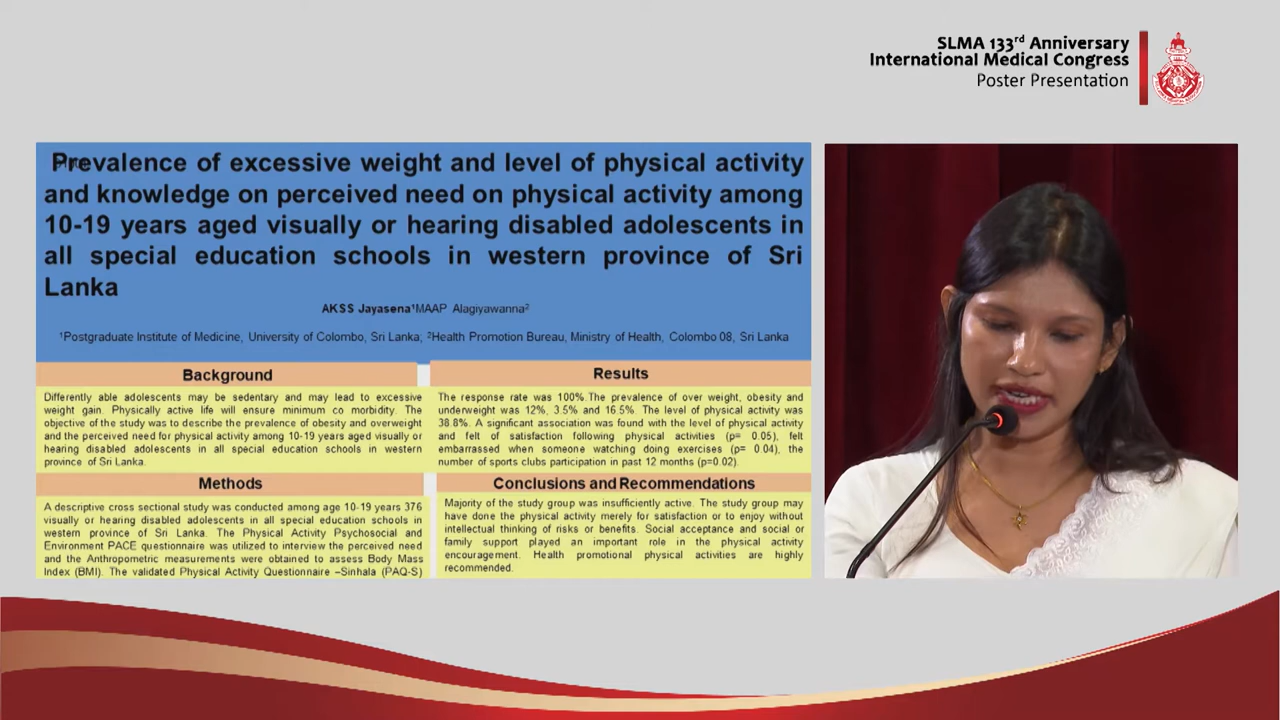 SLMA 133rd Anniversary
International Medical Congress
Poster Presentation
Prevalence of excessive weight and level of physical activity
and knowledge on perceived need on physical activity among
10-19 years aged visually or hearing disabled adolescents in
all special education schools in western province of Sri
Lanka
AKSS Jayasena¹MAAP Alagiyawanna²
¹Postgraduate Institute of Medicine, University of Colombo, Sri Lanka; ²Health Promotion Bureau, Ministry of Health, Colombo 08, Sri Lanka
Background
Differently able adolescents may be sedentary and may lead to excessive
weight gain. Physically active life will ensure minimum co morbidity. The
objective of the study was to describe the prevalence of obesity and overweight
and the perceived need for physical activity among 10-19 years aged visually or
hearing disabled adolescents in all special education schools in western
province of Sri Lanka.
Methods
A descriptive cross sectional study was conducted among age 10-19 years 376
visually or hearing disabled adolescents in all special education schools in
western province of Sri Lanka. The Physical Activity Psychosocial and
Environment PACE questionnaire was utilized to interview the perceived need
and the Anthropometric measurements were obtained to assess Body Mass
Index (BMI). The validated Physical Activity Questionnaire –Sinhala (PAQ-S)
Results
The response rate was 100%.The prevalence of over weight, obesity and
underweight was 12%, 3.5% and 16.5%. The level of physical activity was
38.8%. A significant association was found with the level of physical activity
and felt of satisfaction following physical activities (p= 0.05), felt
embarrassed when someone watching doing exercises (p= 0.04), the
number of sports clubs participation in past 12 months (p=0.02).
Conclusions and Recommendations
Majority of the study group was insufficiently active. The study group may
have done the physical activity merely for satisfaction or to enjoy without
intellectual thinking of risks or benefits. Social acceptance and social or
family support played an important role in the physical activity
encouragement. Health promotional physical activities are highly
recommended.